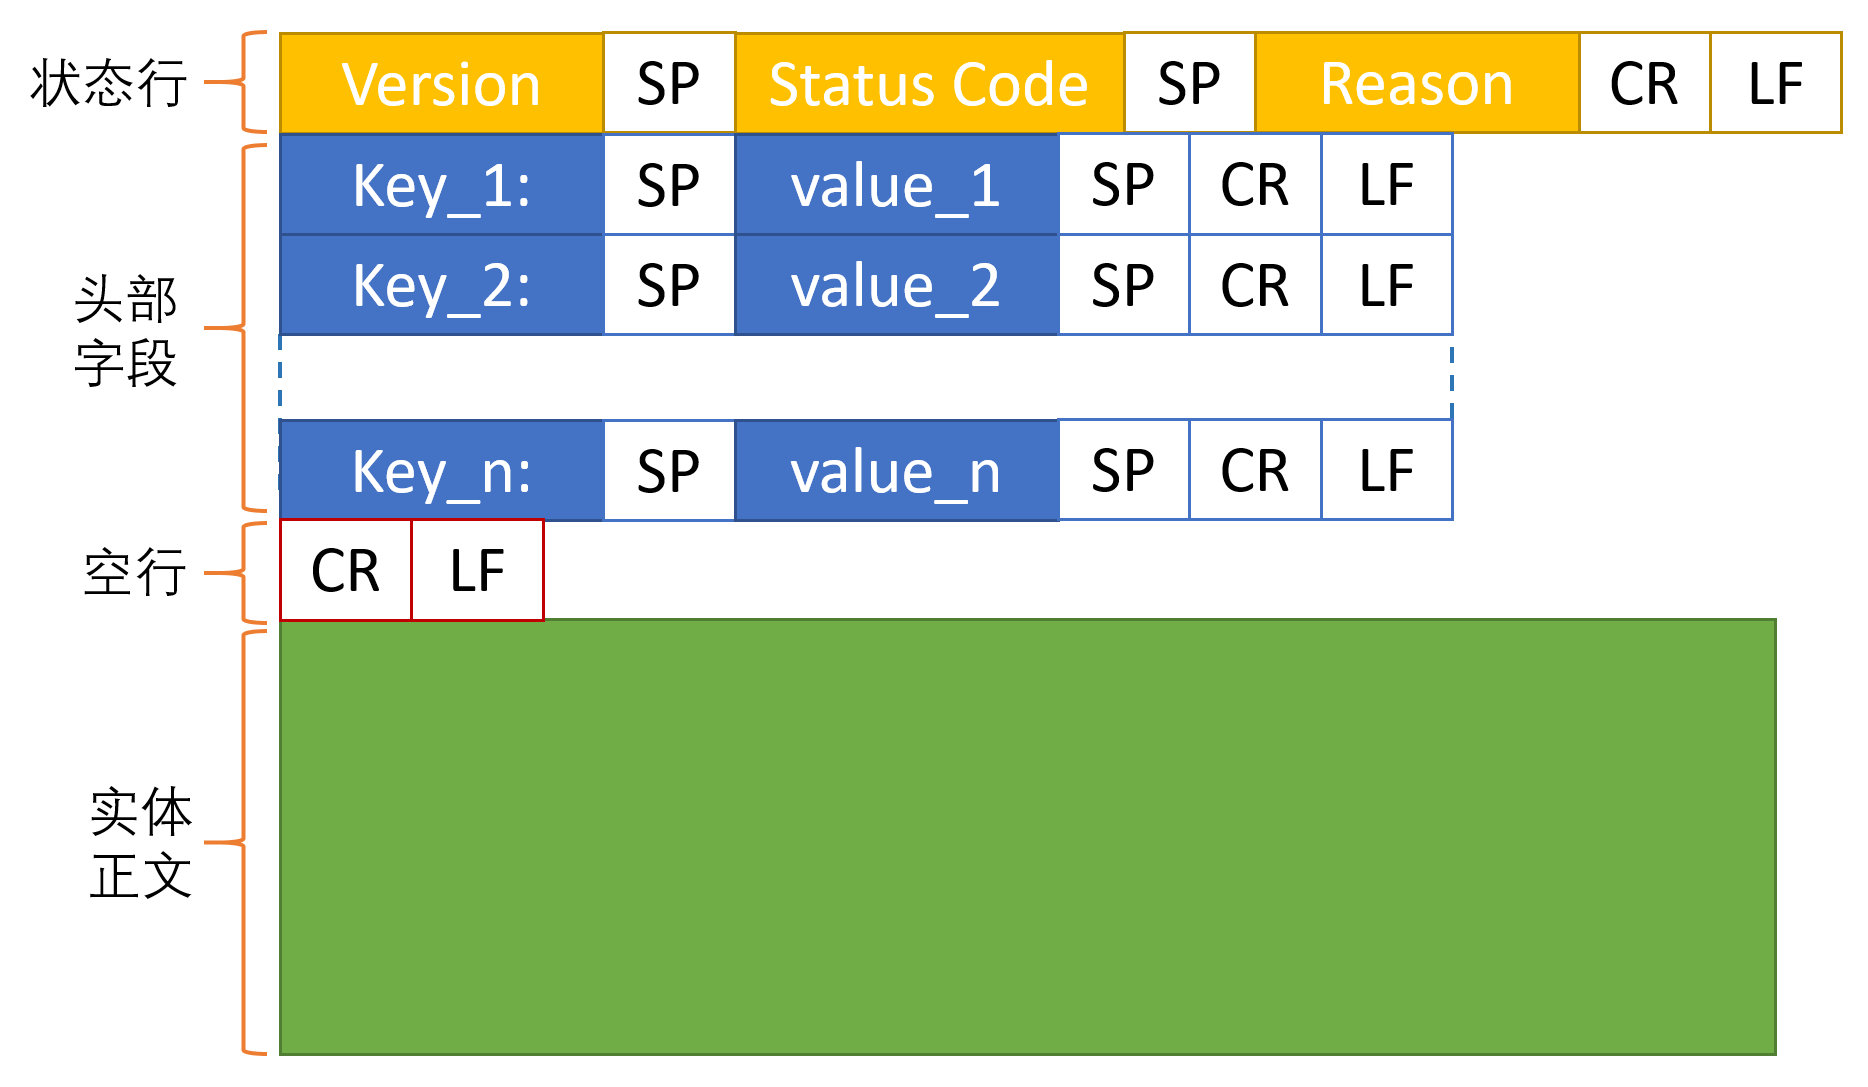 状态行 Version SP Status Code SP Reason CR LF
Key_1: SP value_1 SP CR LF
头部
字段
Key_2: SP value_2 SP CR LF
Key_n: SP value_n SP CR LF
空行 CR LF
实体
正文